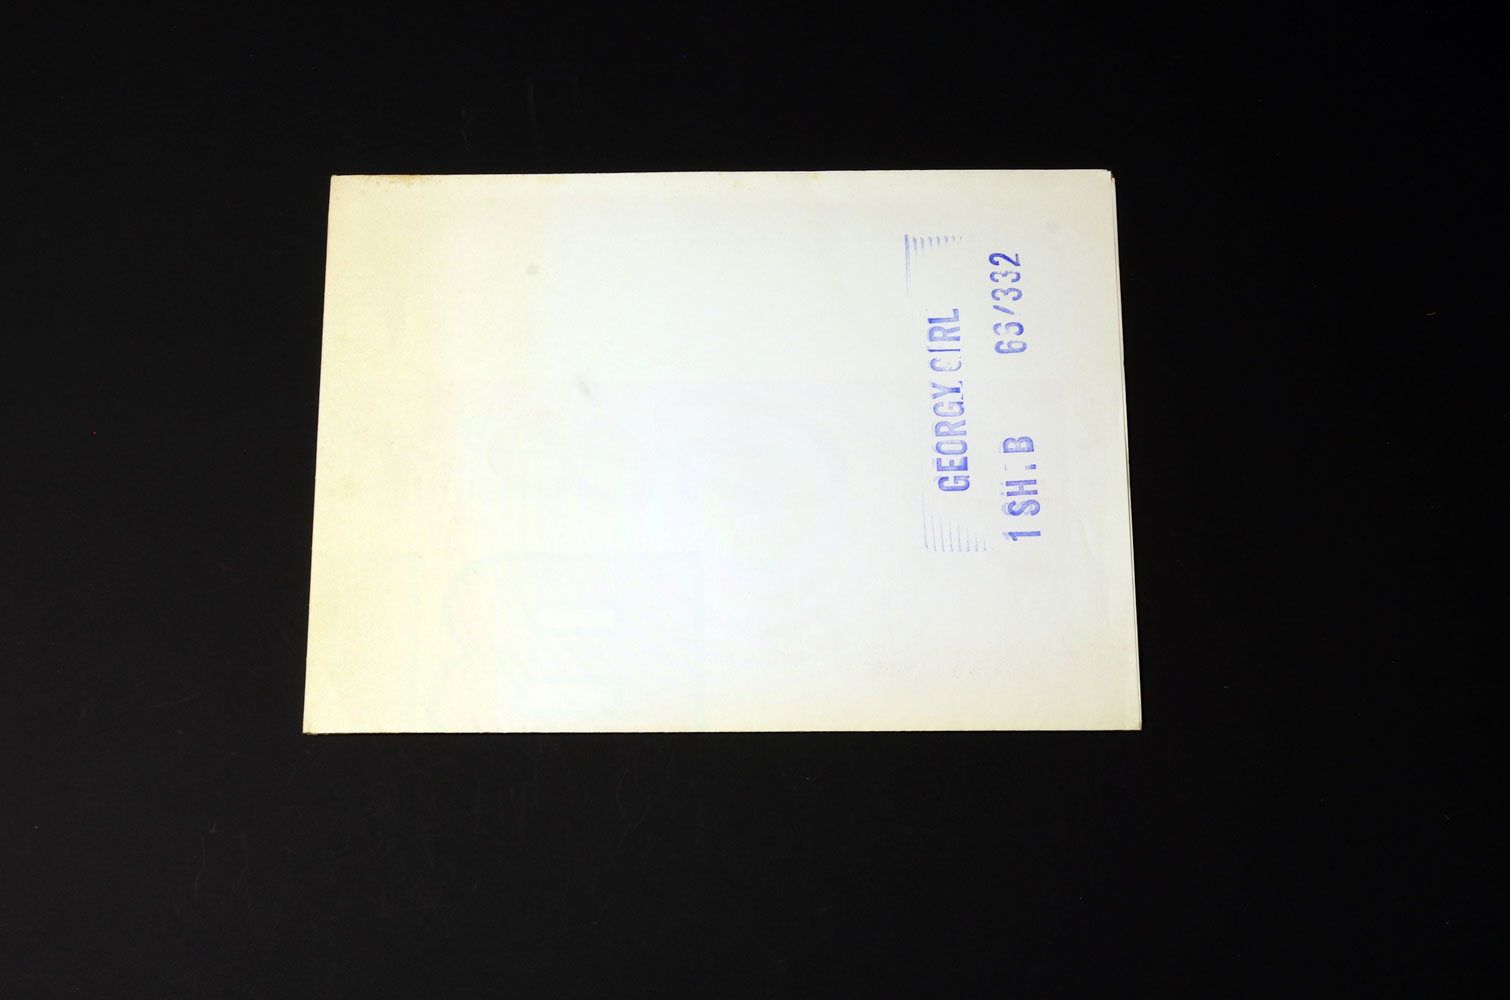 GEORGY GIRL
1 SH.B 66/332